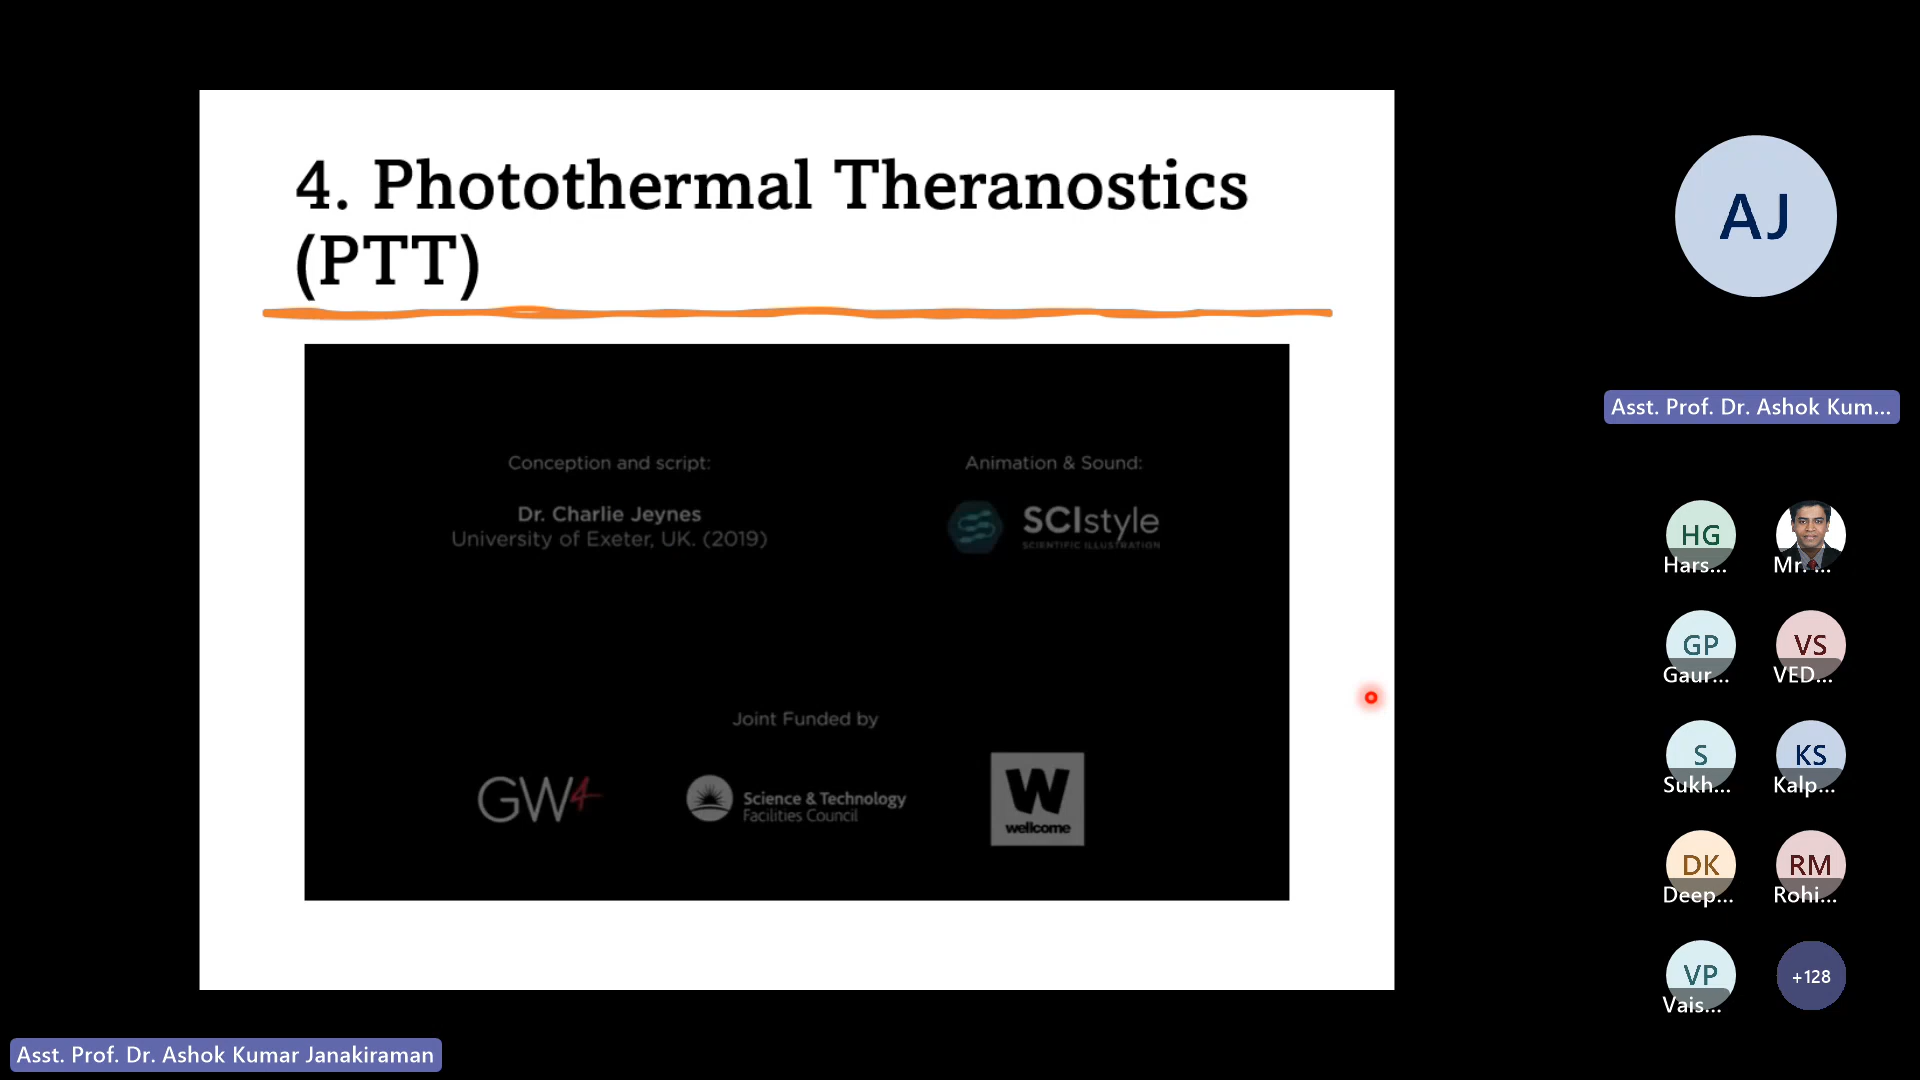 4. Photothermal Theranostics
(PTT)
Conception and script:
Dr. Charlie Jeynes
University of Exeter, UK. (2019)
Animation & Sound:
SCIstyle
SCIENTIFIC ILLUSTRATION
Joint Funded by
GW4
Science & Technology
Facilities Council
W
wellcome
AJ
Asst. Prof. Dr. Ashok Kum...
HG
Hars...
Mr. ...
GP
Gaur...
VS
VED...
S
Sukh...
KS
Kalp...
DK
Deep...
RM
Rohi...
VP
Vais...
+128
Asst. Prof. Dr. Ashok Kumar Janakiraman